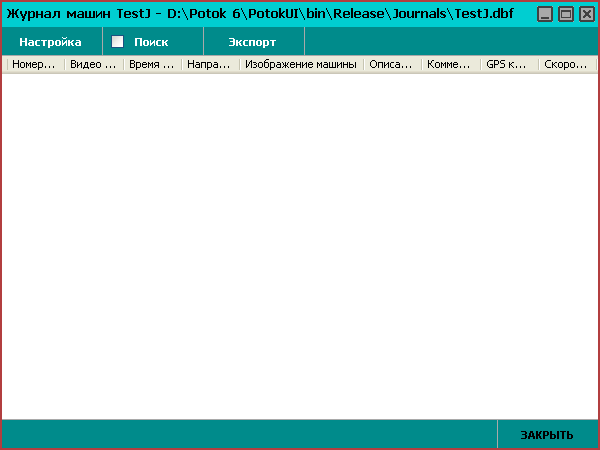 Журнал машин TestJ - D:\Potok 6\PotokUI\bin\Release\Journals\TestJ.dbf
Настройка Поиск Экспорт
Номер... Видео ... Время ... Напра... Изображение машины Описа... Комме... GPS к... Скоро...
ЗАКРЫТЬ